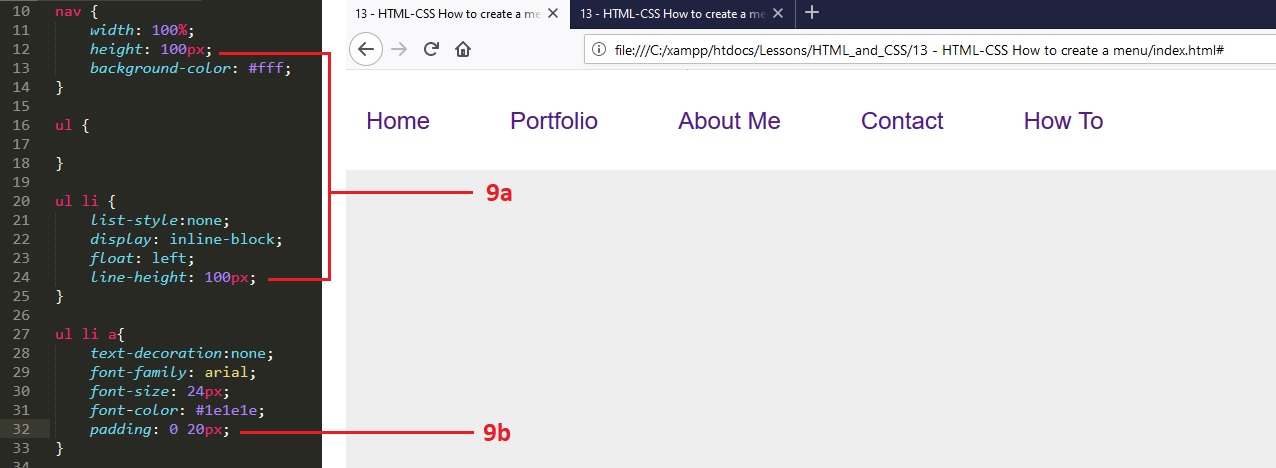 10 nav {
11 width: 100%;
12 height: 100px;
13 background-color: #fff;
14 }
15
16 ul {
17
18 }
19
20 ul li {
21 list-style:none;
22 display: inline-block;
23 float: left;
24 line-height: 100px;
25 }
26
27 ul li a{
28 text-decoration:none;
29 font-family: arial;
30 font-size: 24px;
31 font-color: #1e1e1e;
32 padding: 0 20px;
33 }
34
9a
9b
13 - HTML-CSS How to create a me × 13 - HTML-CSS How to create a me × +
file:///C:/xampp/htdocs/Lessons/HTML_and_CSS/13 - HTML-CSS How to create a menu/index.html#
Home Portfolio About Me Contact How To